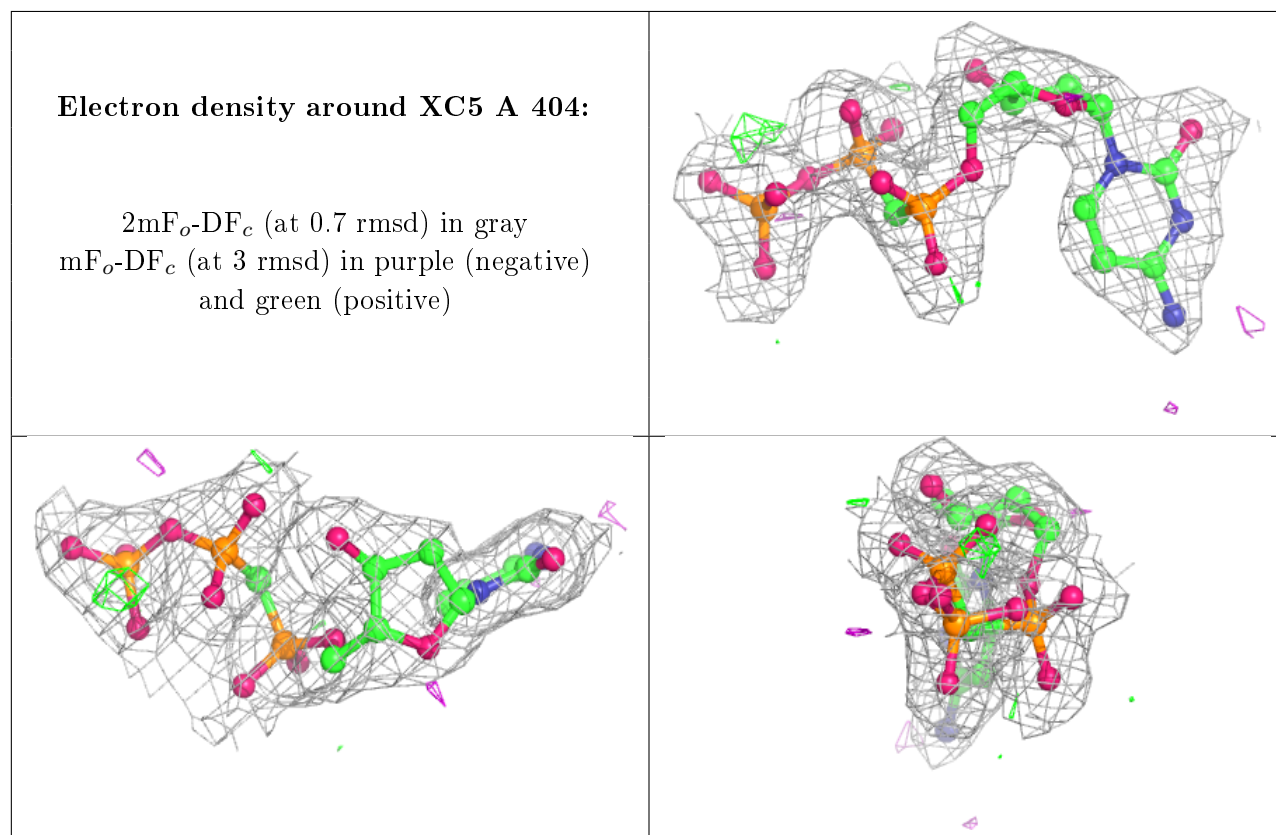 Electron density around XC5 A 404:
2mFₒ-DF𝒸 (at 0.7 rmsd) in gray
mFₒ-DF𝒸 (at 3 rmsd) in purple (negative)
and green (positive)